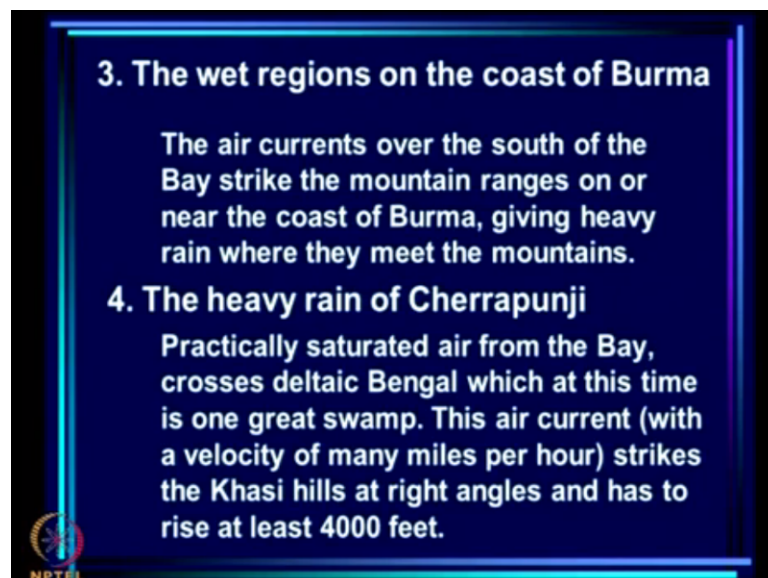 3. The wet regions on the coast of Burma
The air currents over the south of the
Bay strike the mountain ranges on or
near the coast of Burma, giving heavy
rain where they meet the mountains.
4. The heavy rain of Cherrapunji
Practically saturated air from the Bay,
crosses deltaic Bengal which at this time
is one great swamp. This air current (with
a velocity of many miles per hour) strikes
the Khasi hills at right angles and has to
rise at least 4000 feet.
NPTEL